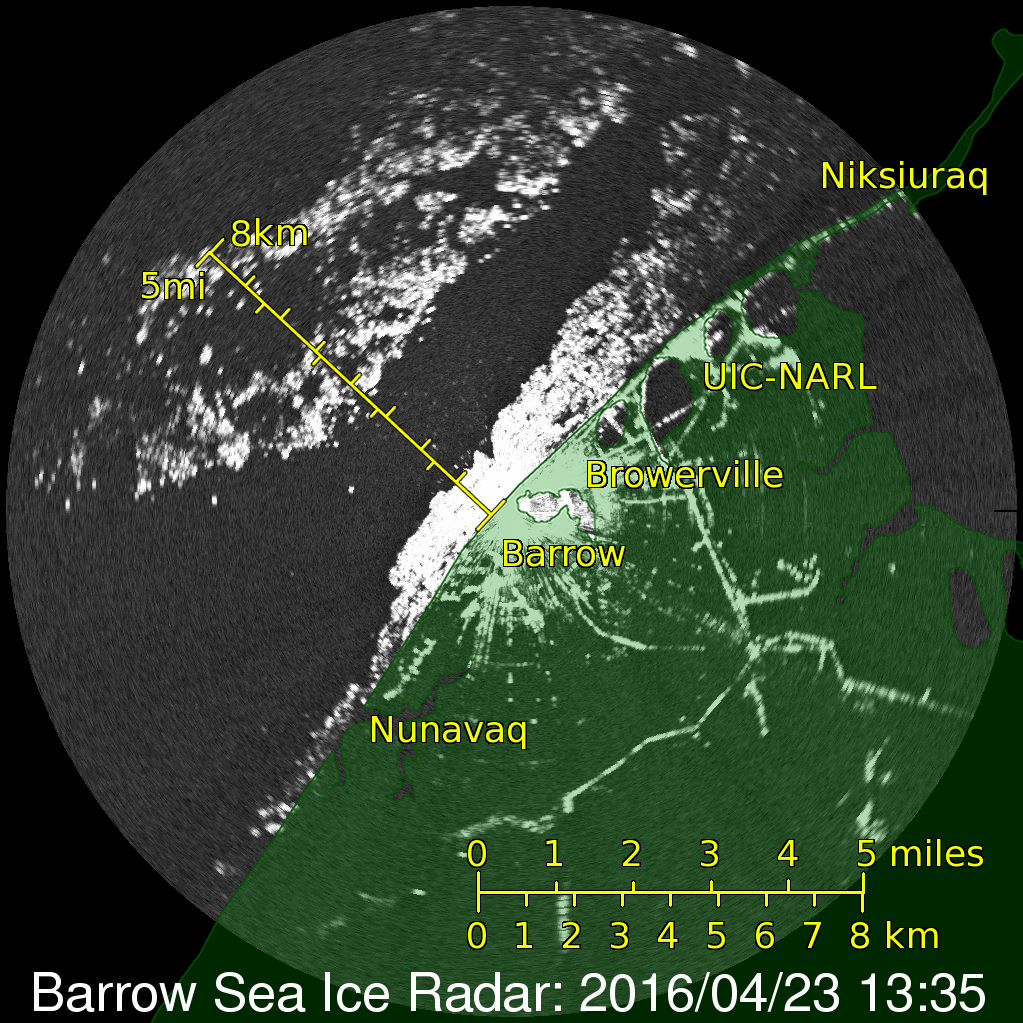 Niksiuraq
8km
5mi
UIC-NARL
Browerville
Barrow
Nunavaq
0 1 2 3 4 5 miles
0 1 2 3 4 5 6 7 8 km
Barrow Sea Ice Radar: 2016/04/23 13:35